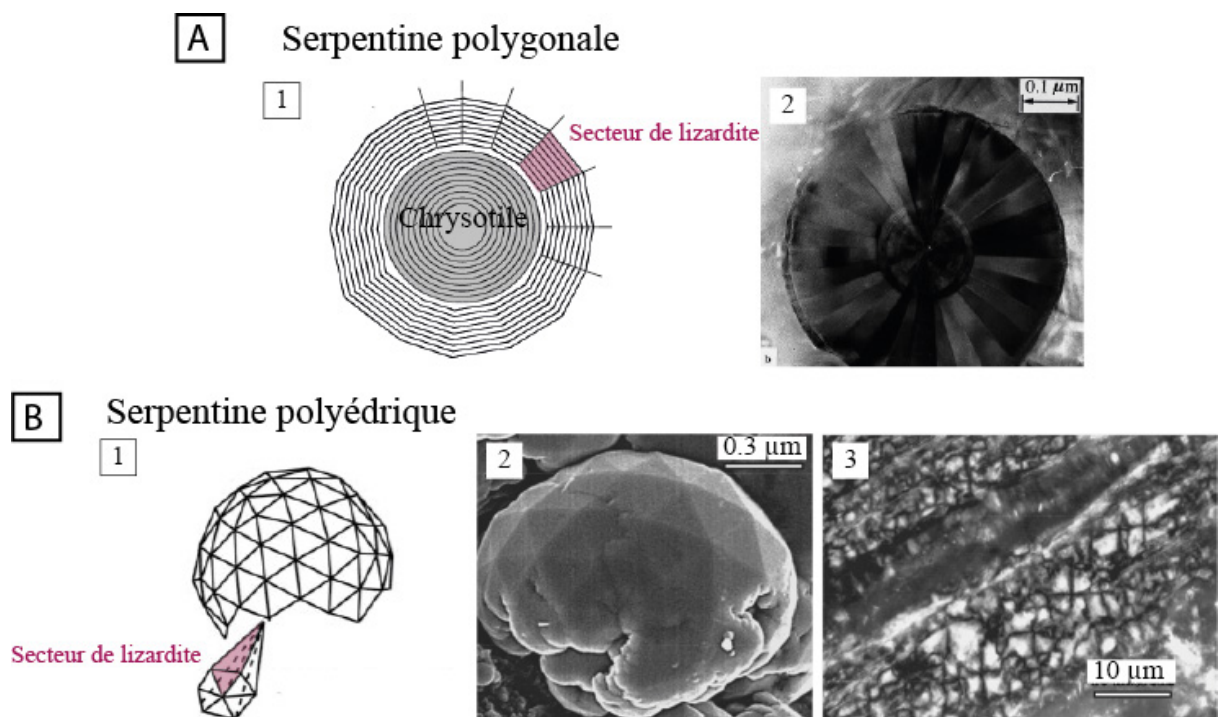 A Serpentine polygonale
1
Secteur de lizardite
Chrysotile
2
0.1 µm
b
B Serpentine polyédrique
1
Secteur de lizardite
2
0.3 µm
3
10 µm